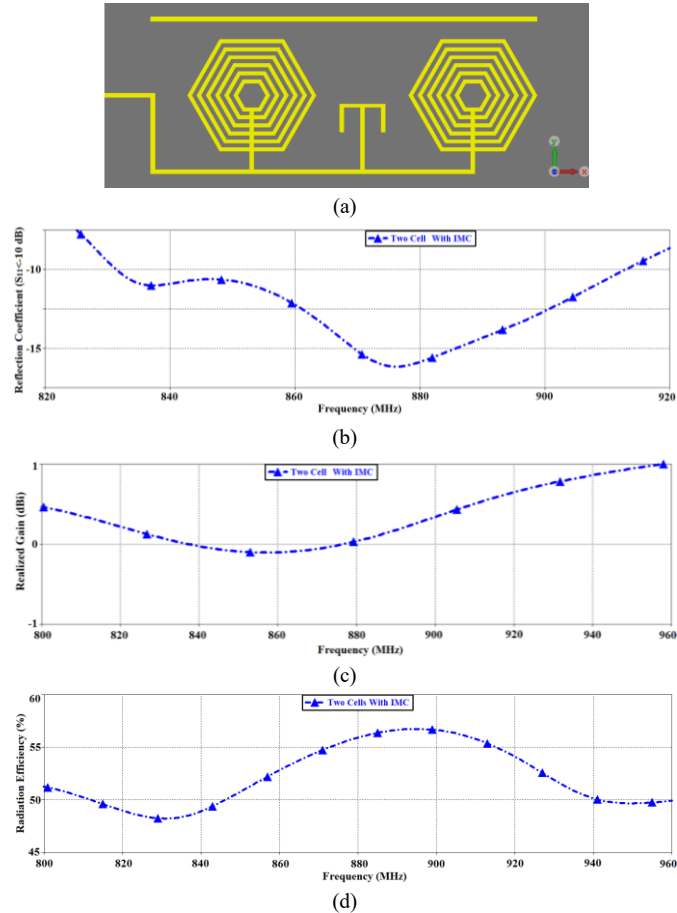 Y
X
(a)
Two Cell With IMC
Reflection Coefficient (S11<-10 dB)
-10
-15
820 840 860 880 900 920
Frequency (MHz)
(b)
Two Cell With IMC
Realized Gain (dBi)
1
0
-1
800 820 840 860 880 900 920 940 960
Frequency (MHz)
(c)
Two Cells With IMC
Radiation Efficiency (%)
60
55
50
45
800 820 840 860 880 900 920 940 960
Frequency (MHz)
(d)